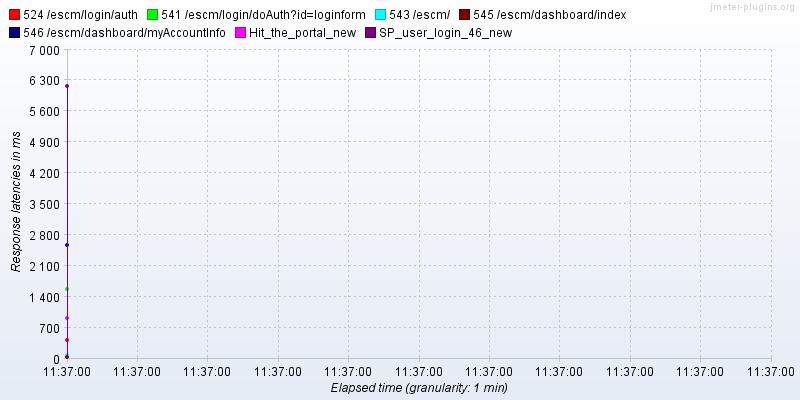 jmeter-plugins.org
524 /escm/login/auth 541 /escm/login/doAuth?id=loginform 543 /escm/ 545 /escm/dashboard/index
546 /escm/dashboard/myAccountInfo Hit_the_portal_new SP_user_login_46_new
7 000
6 300
5 600
4 900
4 200
3 500
2 800
2 100
1 400
700
0
Response latencies in ms
11:37:00 11:37:00 11:37:00 11:37:00 11:37:00 11:37:00 11:37:00 11:37:00 11:37:00 11:37:00 11:37:00
Elapsed time (granularity: 1 min)